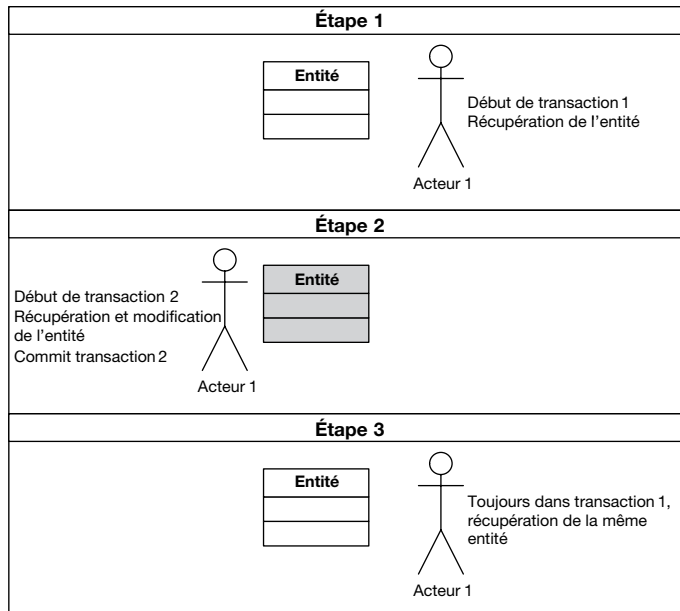 Étape 1
Entité
Début de transaction 1
Récupération de l'entité
Acteur 1
Étape 2
Début de transaction 2
Récupération et modification
de l'entité
Commit transaction 2
Entité
Acteur 1
Étape 3
Entité
Toujours dans transaction 1,
récupération de la même
entité
Acteur 1